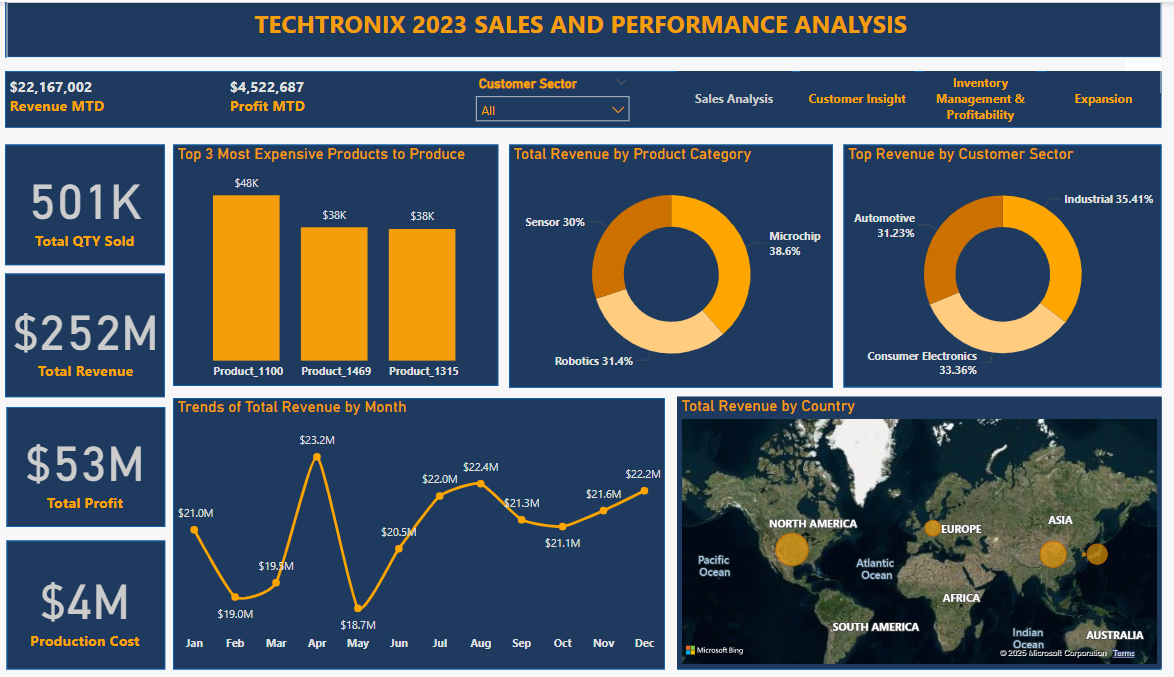 TECHTRONIX 2023 SALES AND PERFORMANCE ANALYSIS
$22,167,002
Revenue MTD
$4,522,687
Profit MTD
Customer Sector
All
Sales Analysis
Customer Insight
Inventory
Management &
Profitability
Expansion
501K
Total QTY Sold
$252M
Total Revenue
$53M
Total Profit
$4M
Production Cost
Top 3 Most Expensive Products to Produce
$48K
$38K
$38K
Product_1100
Product_1469
Product_1315
Total Revenue by Product Category
Sensor 30%
Microchip
38.6%
Robotics 31.4%
Top Revenue by Customer Sector
Industrial 35.41%
Automotive
31.23%
Consumer Electronics
33.36%
Trends of Total Revenue by Month
$21.0M
$19.0M
$19.5M
$23.2M
$18.7M
$20.5M
$22.0M
$22.4M
$21.3M
$21.1M
$21.6M
$22.2M
Jan
Feb
Mar
Apr
May
Jun
Jul
Aug
Sep
Oct
Nov
Dec
Total Revenue by Country
NORTH AMERICA
EUROPE
ASIA
Pacific
Ocean
Atlantic
Ocean
AFRICA
SOUTH AMERICA
Indian
Ocean
AUSTRALIA
Microsoft Bing
© 2025 Microsoft Corporation Terms